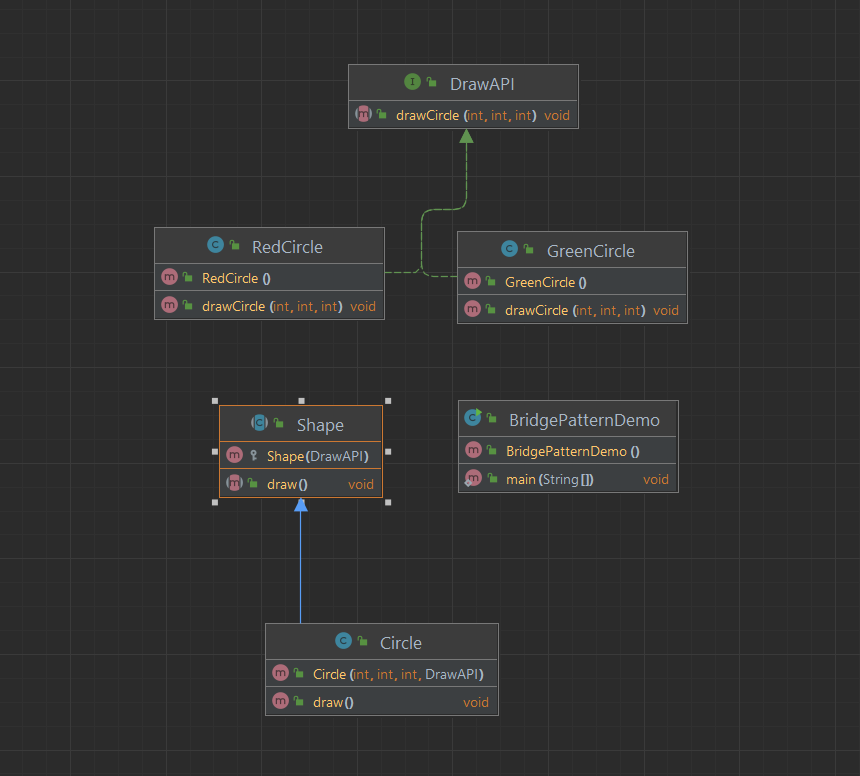 DrawAPI
drawCircle (int, int, int) void
RedCircle
RedCircle ()
drawCircle (int, int, int) void
GreenCircle
GreenCircle ()
drawCircle (int, int, int) void
Shape
Shape(DrawAPI)
draw() void
BridgePatternDemo
BridgePatternDemo ()
main (String[]) void
Circle
Circle (int, int, int, DrawAPI)
draw() void